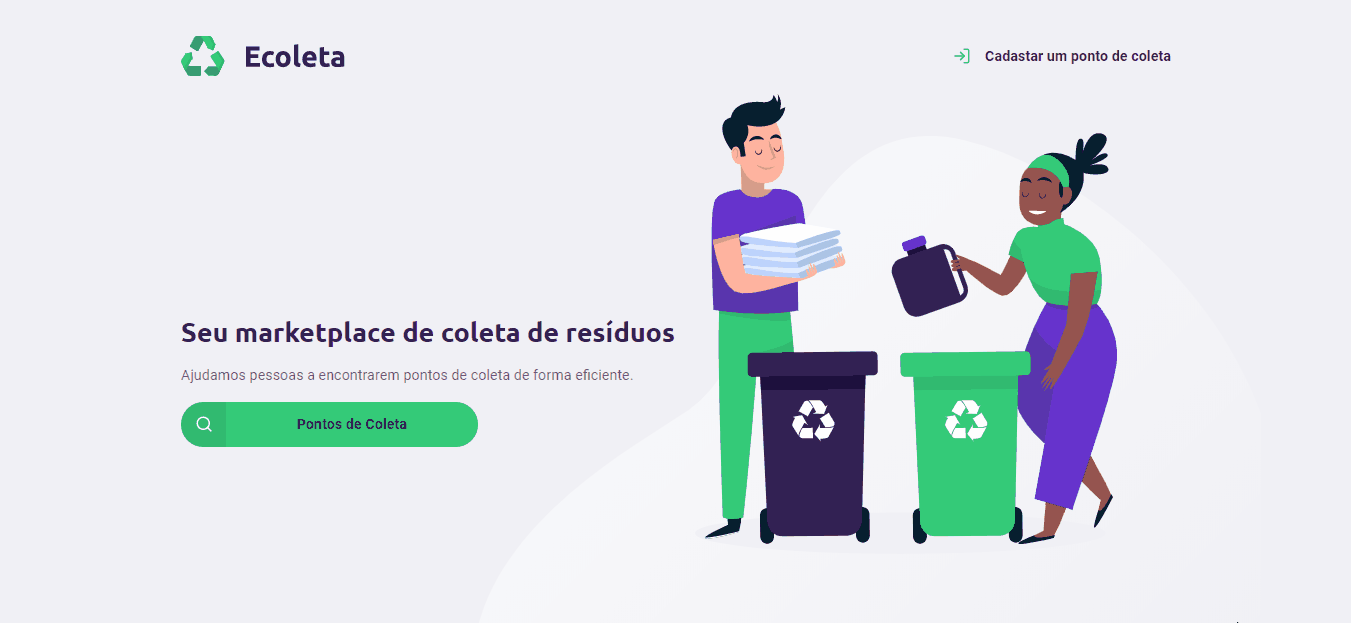 Ecoleta
Cadastar um ponto de coleta
Seu marketplace de coleta de resíduos
Ajudamos pessoas a encontrarem pontos de coleta de forma eficiente.
Pontos de Coleta